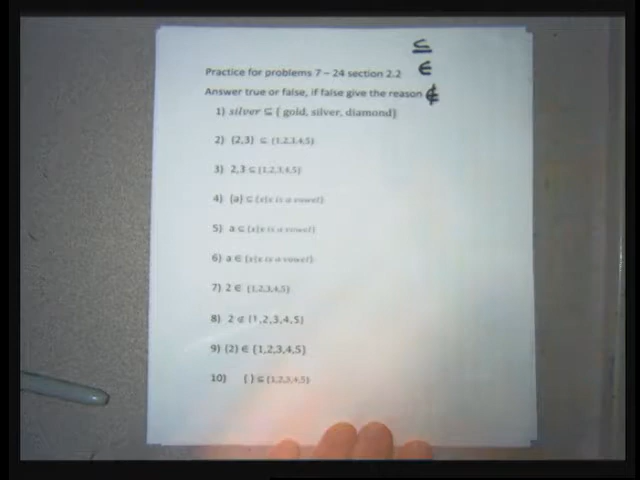 ⊆
∈
Practice for problems 7 – 24 section 2.2
∉
Answer true or false, if false give the reason
1) silver ⊆ { gold, silver, diamond}
2) {2,3} ⊆ {1,2,3,4,5}
3) 2,3 ⊆ {1,2,3,4,5}
4) {a} ⊆ {x|x is a vowel}
5) a ⊆ {x|x is a vowel}
6) a ∈ {x|x is a vowel}
7) 2 ∈ {1,2,3,4,5}
8) 2 ∉ {1,2,3,4,5}
9) {2} ∈ {1,2,3,4,5}
10) { } ⊆ {1,2,3,4,5}